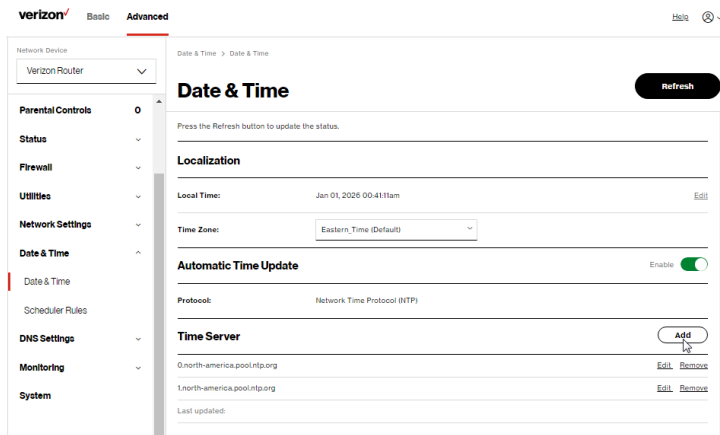 verizon Basic Advanced Help
Network Device
Verizon Router
Parental Controls 0
Status
Firewall
Utilities
Network Settings
Date & Time
Date & Time
Scheduler Rules
DNS Settings
Monitoring
System
Date & Time > Date & Time
Date & Time Refresh
Press the Refresh button to update the status.
Localization
Local Time: Jan 01, 2026 00:41:11am Edit
Time Zone: Eastern_Time (Default)
Automatic Time Update Enable
Protocol: Network Time Protocol (NTP)
Time Server Add
0.north-america.pool.ntp.org Edit Remove
1.north-america.pool.ntp.org Edit Remove
Last updated: